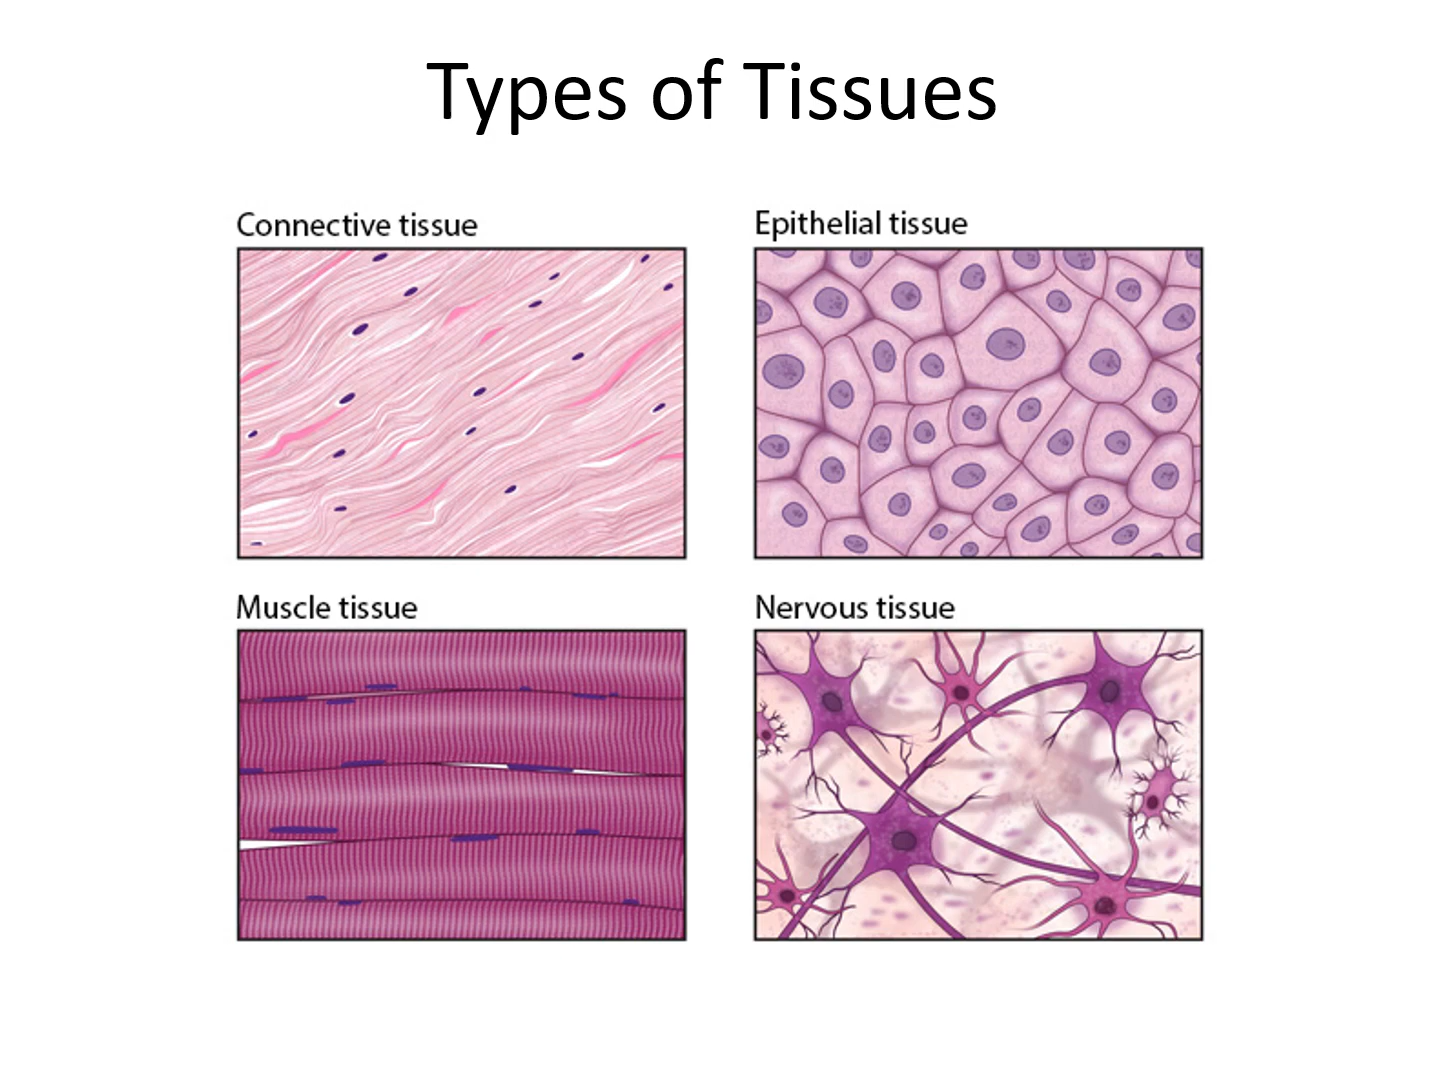 Types of Tissues
Connective tissue
Epithelial tissue
Muscle tissue
Nervous tissue